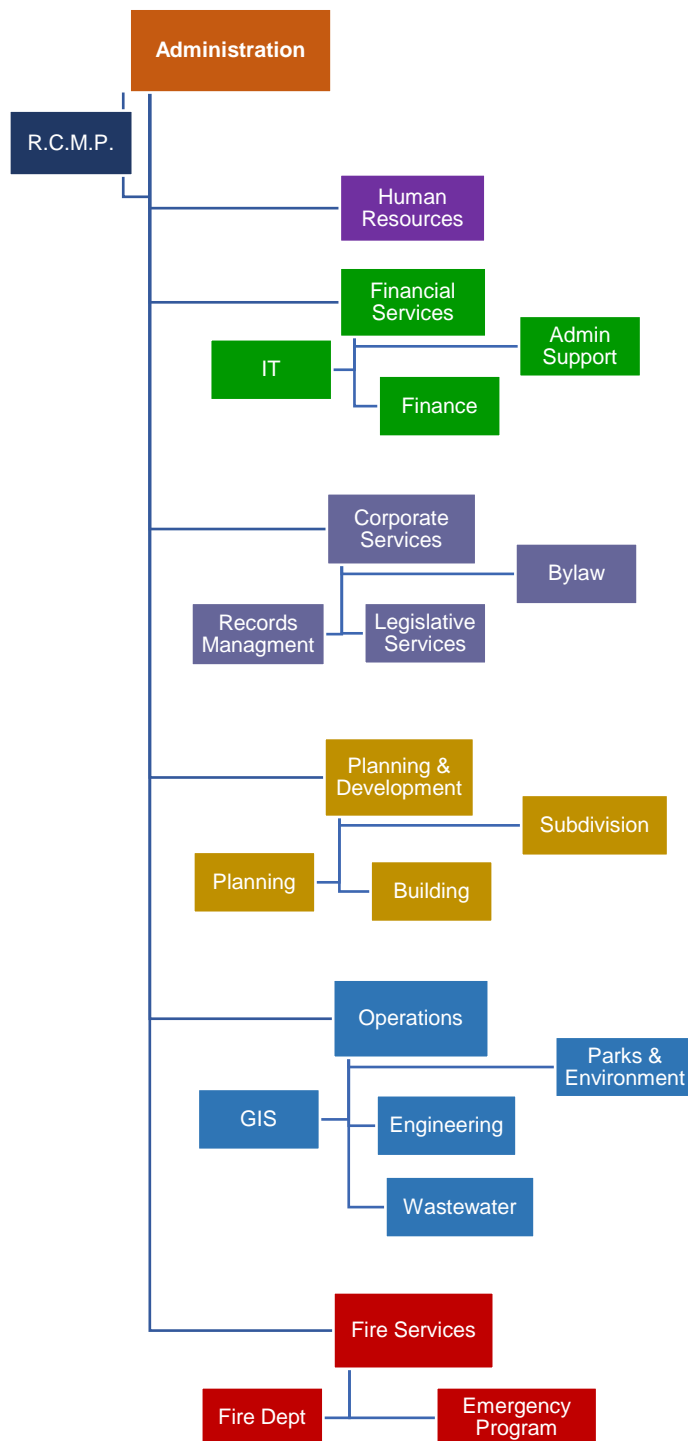 Administration
R.C.M.P.
Human
Resources
Financial
Services
Admin
Support
IT
Finance
Corporate
Services
Bylaw
Records
Managment
Legislative
Services
Planning &
Development
Subdivision
Planning
Building
Operations
Parks &
Environment
GIS
Engineering
Wastewater
Fire Services
Fire Dept
Emergency
Program